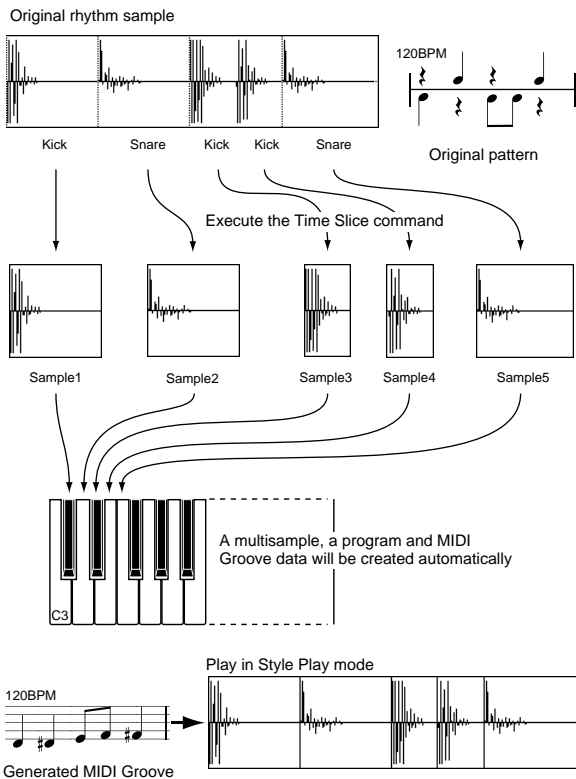 Original rhythm sample
120BPM
Kick Snare Kick Kick Snare
Original pattern
Execute the Time Slice command
Sample1 Sample2 Sample3 Sample4 Sample5
A multisample, a program and MIDI
Groove data will be created automatically
C3
Play in Style Play mode
120BPM
Generated MIDI Groove